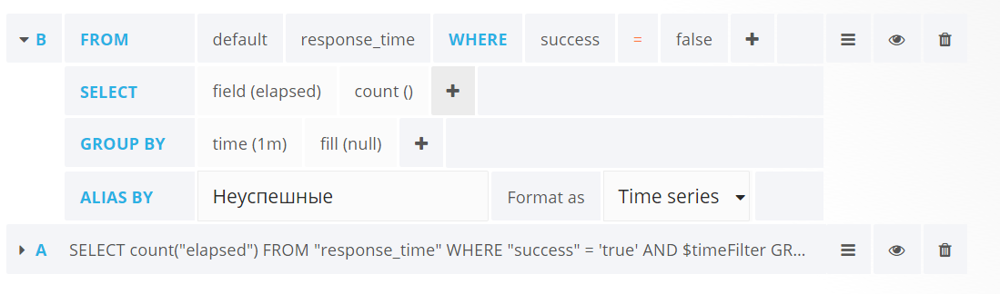 B FROM default response_time WHERE success = false +
SELECT field (elapsed) count () +
GROUP BY time (1m) fill (null) +
ALIAS BY Неуспешные Format as Time series
A SELECT count("elapsed") FROM "response_time" WHERE "success" = 'true' AND $timeFilter GR...